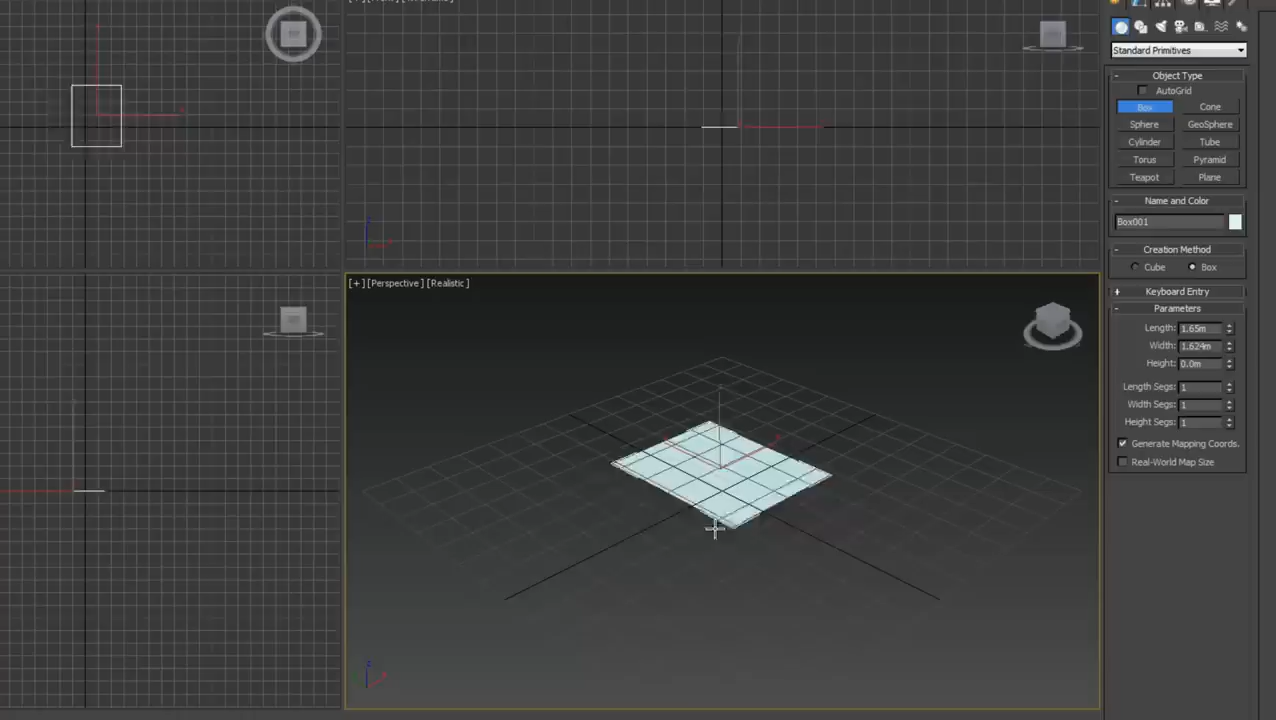 [+] [Perspective] [Realistic]
Standard Primitives
Object Type
AutoGrid
Box Cone
Sphere GeoSphere
Cylinder Tube
Torus Pyramid
Teapot Plane
Name and Color
Box001
Creation Method
Cube Box
Keyboard Entry
Parameters
Length: 1.65m
Width: 1.624m
Height: 0.0m
Length Segs: 1
Width Segs: 1
Height Segs: 1
Generate Mapping Coords.
Real-World Map Size